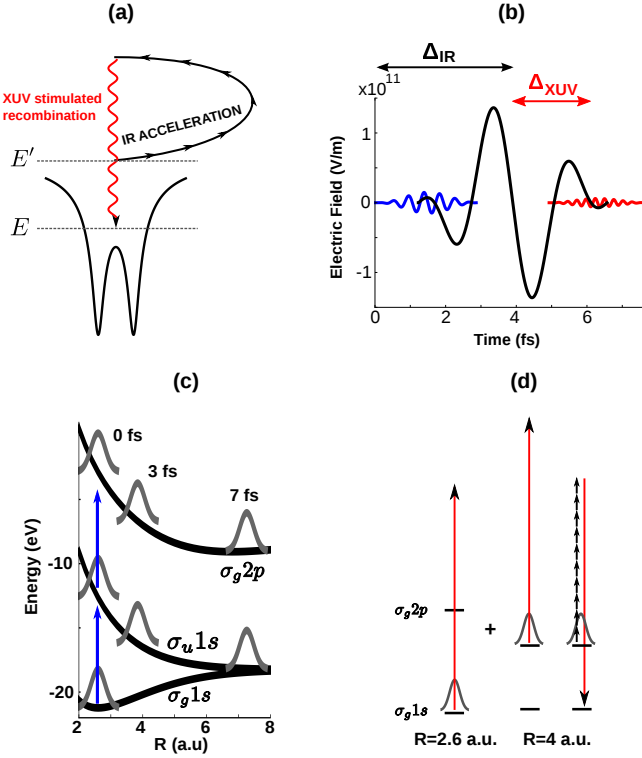 (a)
XUV stimulated
recombination
IR ACCELERATION
E'
E
(b)
Δ_IR
Δ_XUV
x10^11
Electric Field (V/m)
1
0
-1
0 2 4 6
Time (fs)
(c)
0 fs
3 fs
7 fs
Energy (eV)
-10
-20
σ_g2p
σ_u1s
σ_g1s
2 4 6 8
R (a.u)
(d)
σ_g2p
+
σ_g1s
R=2.6 a.u. R=4 a.u.